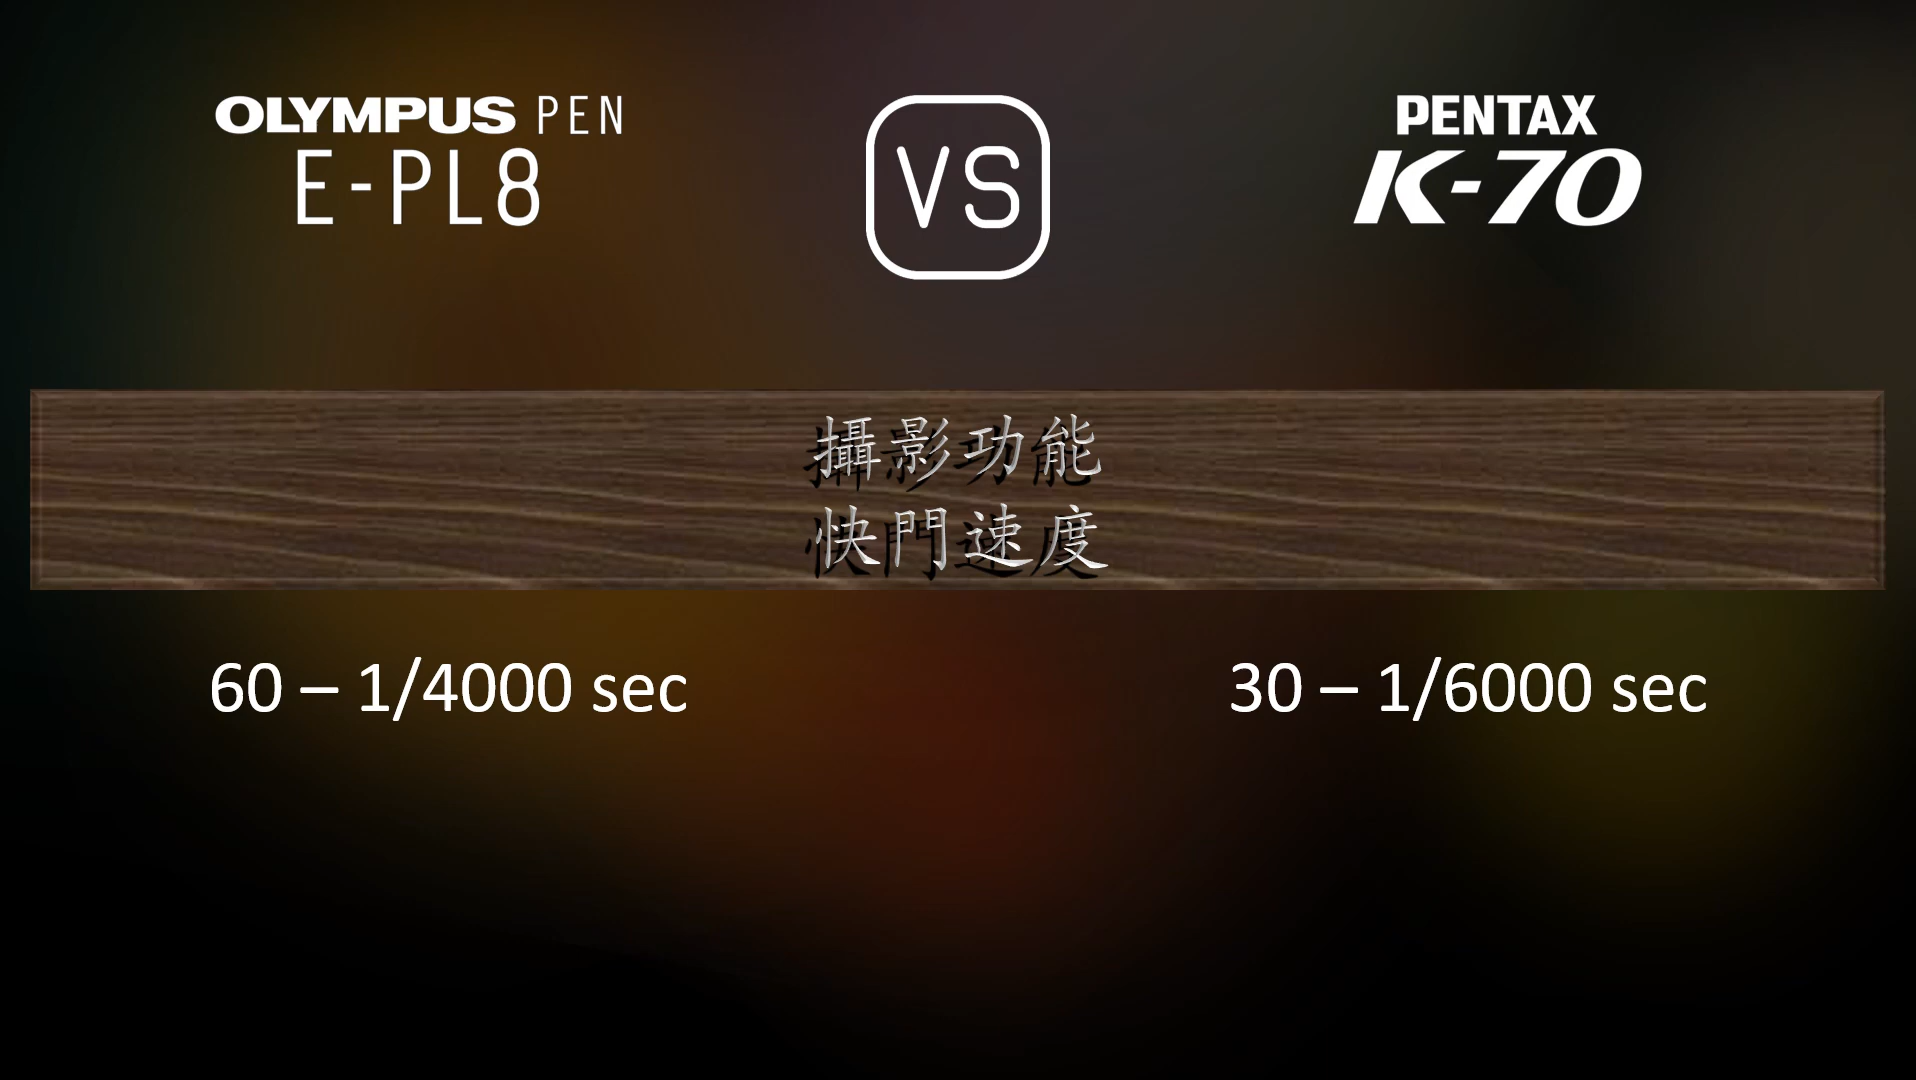 OLYMPUS PEN
E-PL8
VS
PENTAX
K-70
攝影功能
快門速度
60 – 1/4000 sec
30 – 1/6000 sec